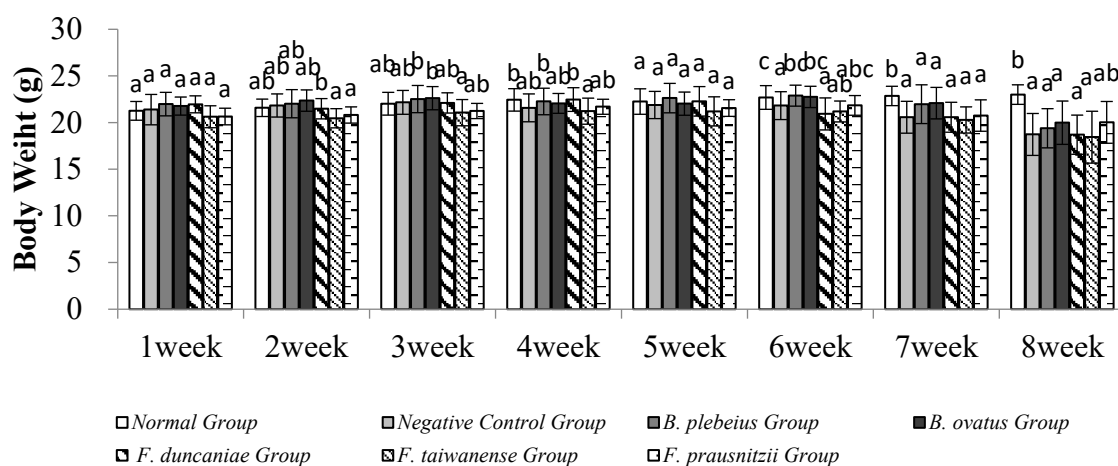 Body Weiht (g)
30
25
20
15
10
5
0
a a a a a a a
ab ab ab ab b a a
ab ab b b ab a ab
b ab b ab b a ab
a a a a a a a
c a bc bc a ab abc
b a a a a a a
b a a a a a ab
1week 2week 3week 4week 5week 6week 7week 8week
Normal Group Negative Control Group B. plebeius Group B. ovatus Group
F. duncaniae Group F. taiwanense Group F. prausnitzii Group